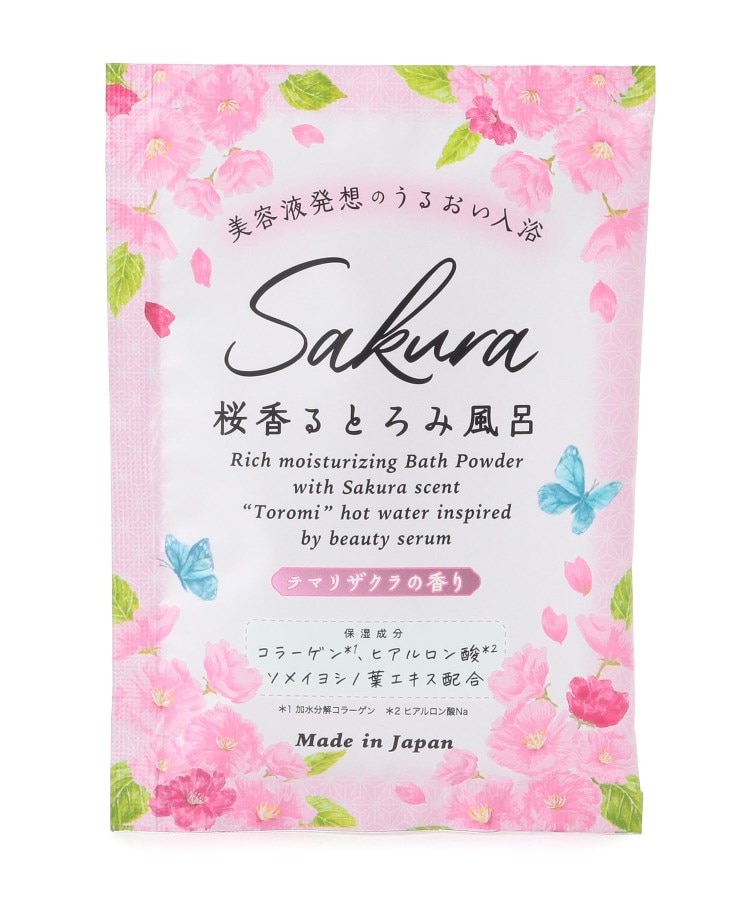 美容液発想のうるおい入浴
Sakura
桜香るとろみ風呂
Rich moisturizing Bath Powder
with Sakura scent
“Toromi” hot water inspired
by beauty serum
テマリザクラの香り
保湿成分
コラーゲン*1、ヒアルロン酸*2
ソメイヨシノ葉エキス配合
*1 加水分解コラーゲン *2 ヒアルロン酸Na
Made in Japan